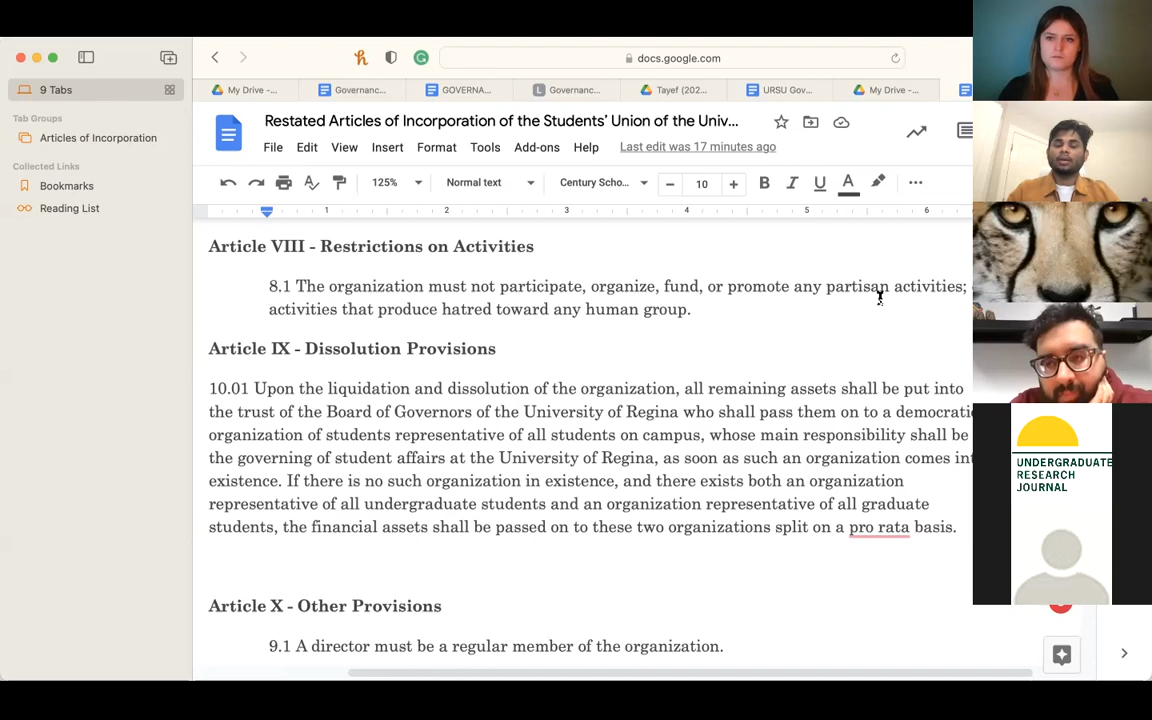 docs.google.com
9 Tabs
My Drive -...
Governanc...
GOVERNA...
L
Governanc...
Tayef (202...
URSU Gov...
My Drive -...
Tab Groups
Articles of Incorporation
Collected Links
Bookmarks
Reading List
Restated Articles of Incorporation of the Students' Union of the Univ...
File Edit View Insert Format Tools Add-ons Help Last edit was 17 minutes ago
125% Normal text Century Scho... − 10 + B I U A ...
1 2 3 4 5 6
Article VIII - Restrictions on Activities
8.1 The organization must not participate, organize, fund, or promote any partisan activities;
activities that produce hatred toward any human group.
Article IX - Dissolution Provisions
10.01 Upon the liquidation and dissolution of the organization, all remaining assets shall be put into
the trust of the Board of Governors of the University of Regina who shall pass them on to a democrati
organization of students representative of all students on campus, whose main responsibility shall be
the governing of student affairs at the University of Regina, as soon as such an organization comes int
existence. If there is no such organization in existence, and there exists both an organization
representative of all undergraduate students and an organization representative of all graduate
students, the financial assets shall be passed on to these two organizations split on a pro rata basis.
Article X - Other Provisions
9.1 A director must be a regular member of the organization.
UNDERGRADUATE
RESEARCH
JOURNAL